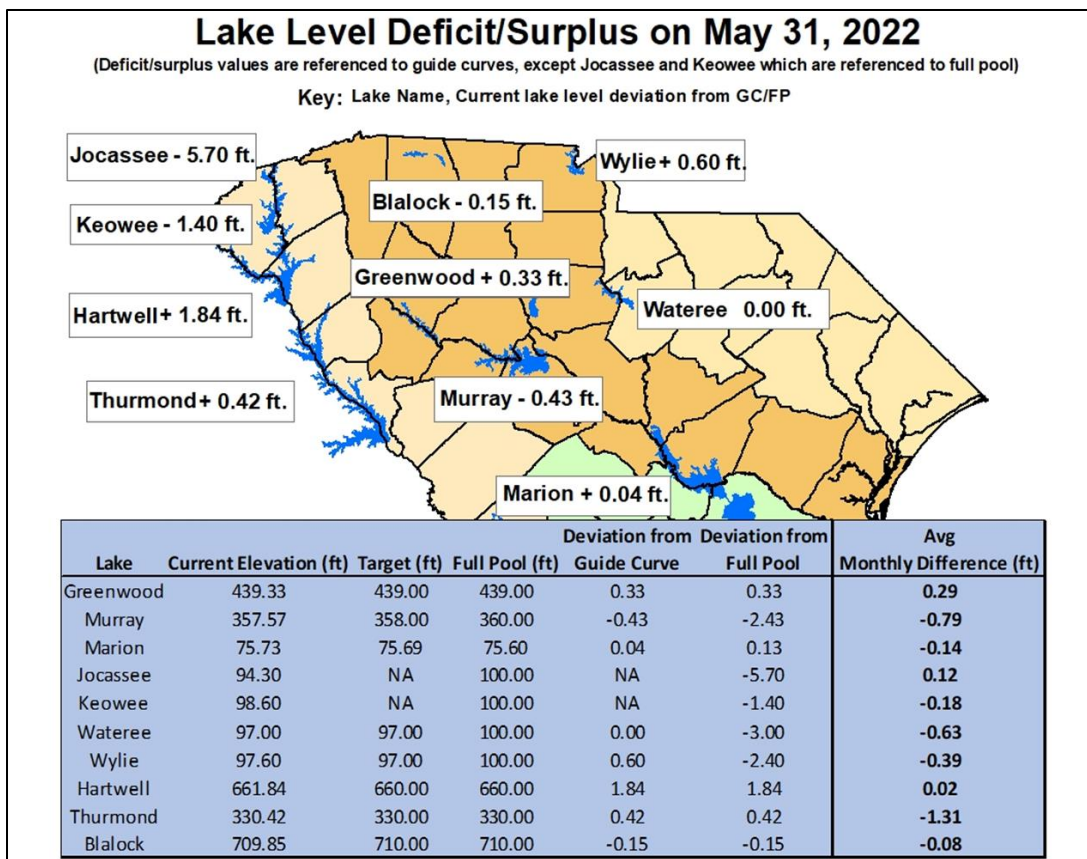 Lake Level Deficit/Surplus on May 31, 2022
(Deficit/surplus values are referenced to guide curves, except Jocassee and Keowee which are referenced to full pool)
Key: Lake Name, Current lake level deviation from GC/FP
Jocassee - 5.70 ft.
Wylie + 0.60 ft.
Blalock - 0.15 ft.
Keowee - 1.40 ft.
Greenwood + 0.33 ft.
Hartwell + 1.84 ft.
Wateree 0.00 ft.
Thurmond + 0.42 ft.
Murray - 0.43 ft.
Marion + 0.04 ft.
Deviation from Deviation from Avg
Lake Current Elevation (ft) Target (ft) Full Pool (ft) Guide Curve Full Pool Monthly Difference (ft)
Greenwood 439.33 439.00 439.00 0.33 0.33 0.29
Murray 357.57 358.00 360.00 -0.43 -2.43 -0.79
Marion 75.73 75.69 75.60 0.04 0.13 -0.14
Jocassee 94.30 NA 100.00 NA -5.70 0.12
Keowee 98.60 NA 100.00 NA -1.40 -0.18
Wateree 97.00 97.00 100.00 0.00 -3.00 -0.63
Wylie 97.60 97.00 100.00 0.60 -2.40 -0.39
Hartwell 661.84 660.00 660.00 1.84 1.84 0.02
Thurmond 330.42 330.00 330.00 0.42 0.42 -1.31
Blalock 709.85 710.00 710.00 -0.15 -0.15 -0.08